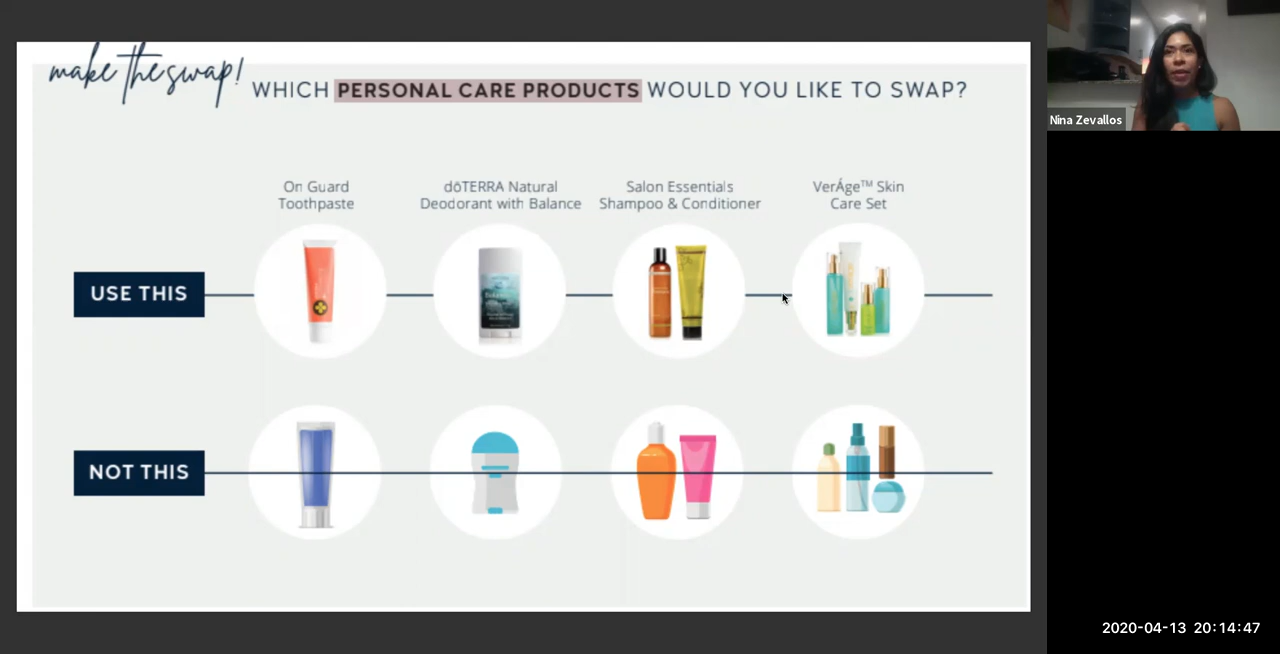 make the swap!
WHICH PERSONAL CARE PRODUCTS WOULD YOU LIKE TO SWAP?
Nina Zevallos
On Guard
Toothpaste
dōTERRA Natural
Deodorant with Balance
Salon Essentials
Shampoo & Conditioner
VerÁge™ Skin
Care Set
USE THIS
NOT THIS
2020-04-13 20:14:47